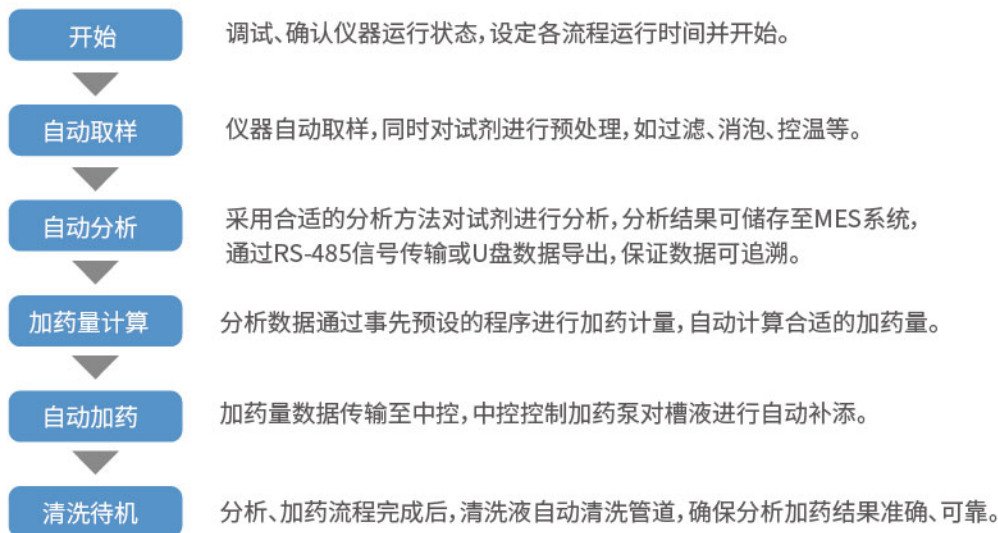 开始
调试、确认仪器运行状态,设定各流程运行时间并开始。
自动取样
仪器自动取样,同时对试剂进行预处理,如过滤、消泡、控温等。
自动分析
采用合适的分析方法对试剂进行分析,分析结果可储存至MES系统,
通过RS-485信号传输或U盘数据导出,保证数据可追溯。
加药量计算
分析数据通过事先预设的程序进行加药计量,自动计算合适的加药量。
自动加药
加药量数据传输至中控,中控控制加药泵对槽液进行自动补添。
清洗待机
分析、加药流程完成后,清洗液自动清洗管道,确保分析加药结果准确、可靠。